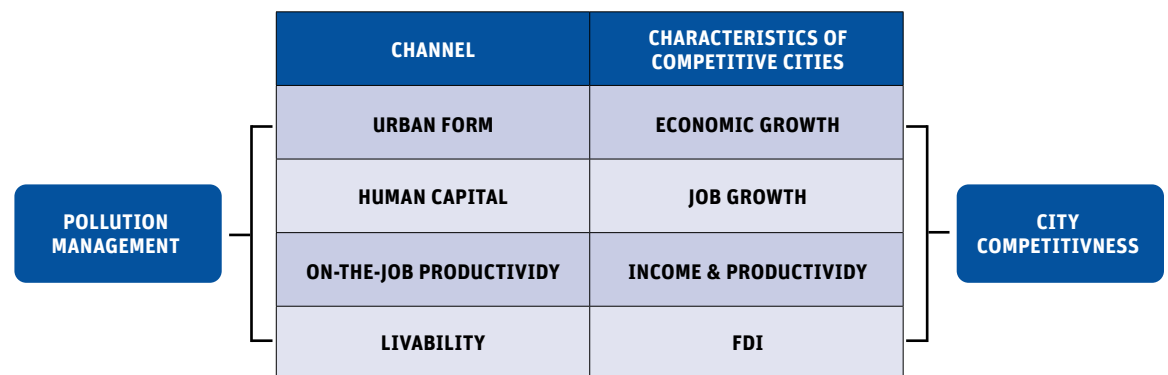 CHANNEL
CHARACTERISTICS OF
COMPETITIVE CITIES
URBAN FORM
ECONOMIC GROWTH
HUMAN CAPITAL
JOB GROWTH
POLLUTION
MANAGEMENT
CITY
COMPETITIVNESS
ON-THE-JOB PRODUCTIVIDY
INCOME & PRODUCTIVIDY
LIVABILITY
FDI